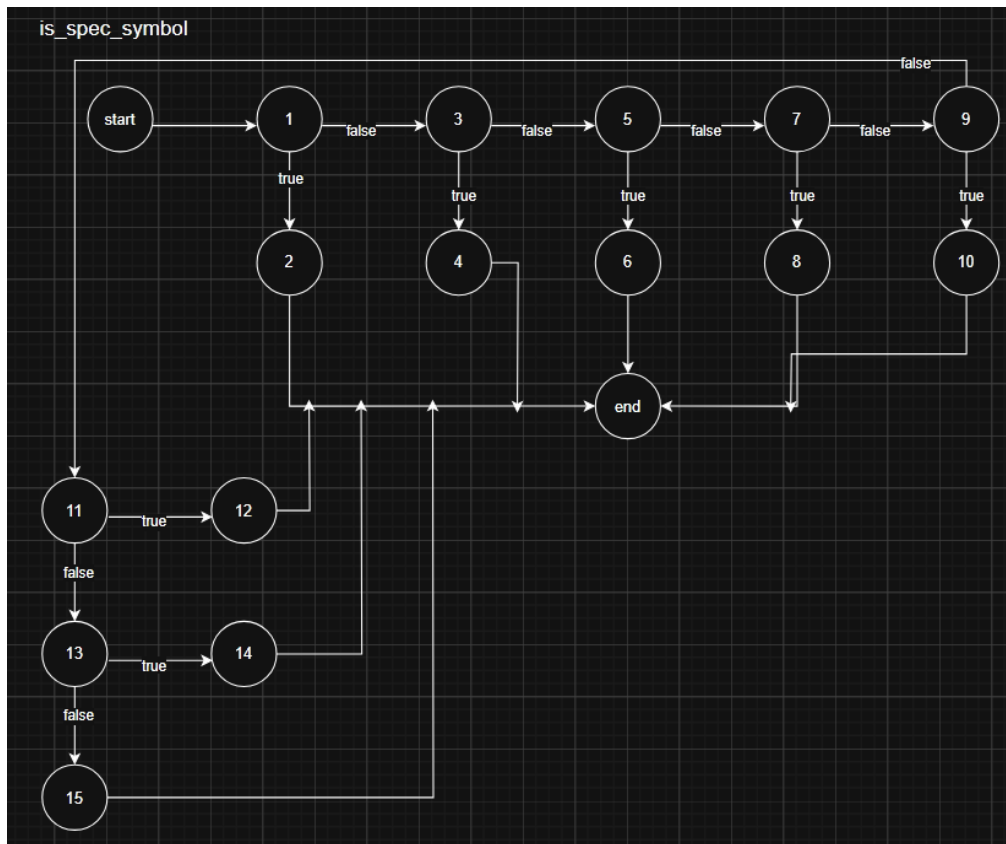 is_spec_symbol
false
start
1
false
3
false
5
false
7
false
9
true
true
true
true
true
2
4
6
8
10
end
11
true
12
false
13
true
14
false
15